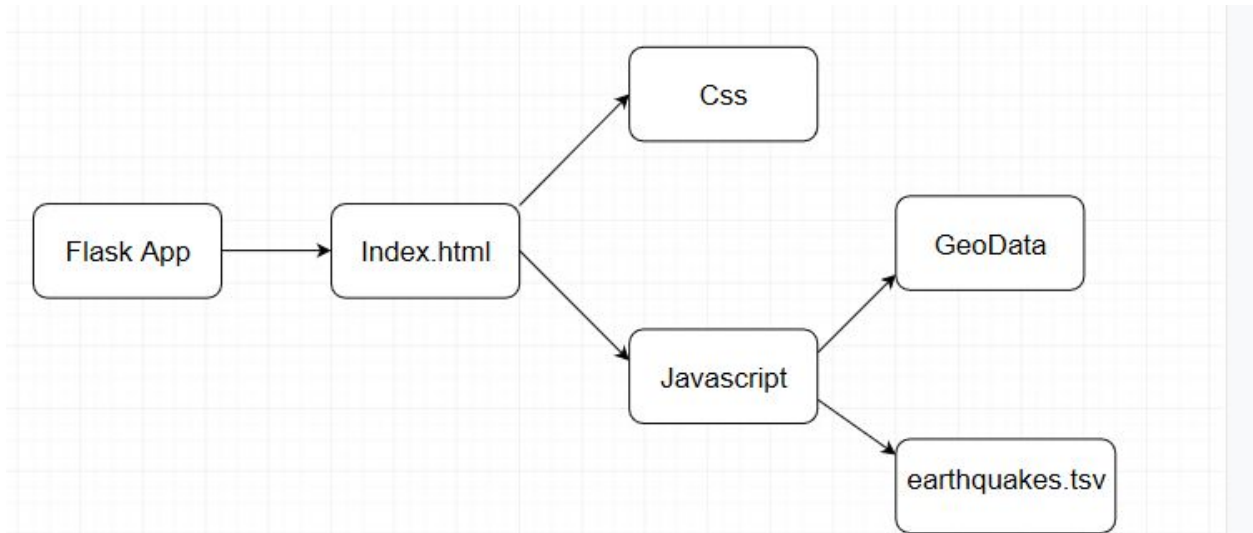 Css
Flask App
Index.html
GeoData
Javascript
earthquakes.tsv